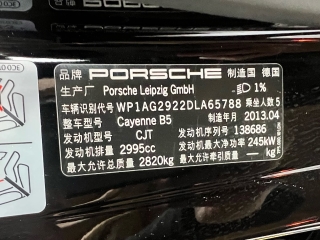 品牌 PORSCHE 制造国 德国
生产厂 Porsche Leipzig GmbH 1%
车辆识别代号 WP1AG2922DLA65788 乘坐人数 5
整车型号 Cayenne B5 制造年月 2013.04
发动机型号 CJT 发动机序号 138686
发动机排量 2995cc 发动机最大净功率 245kW
最大允许总质量 2820kg 最大允许牵引质量 — kg